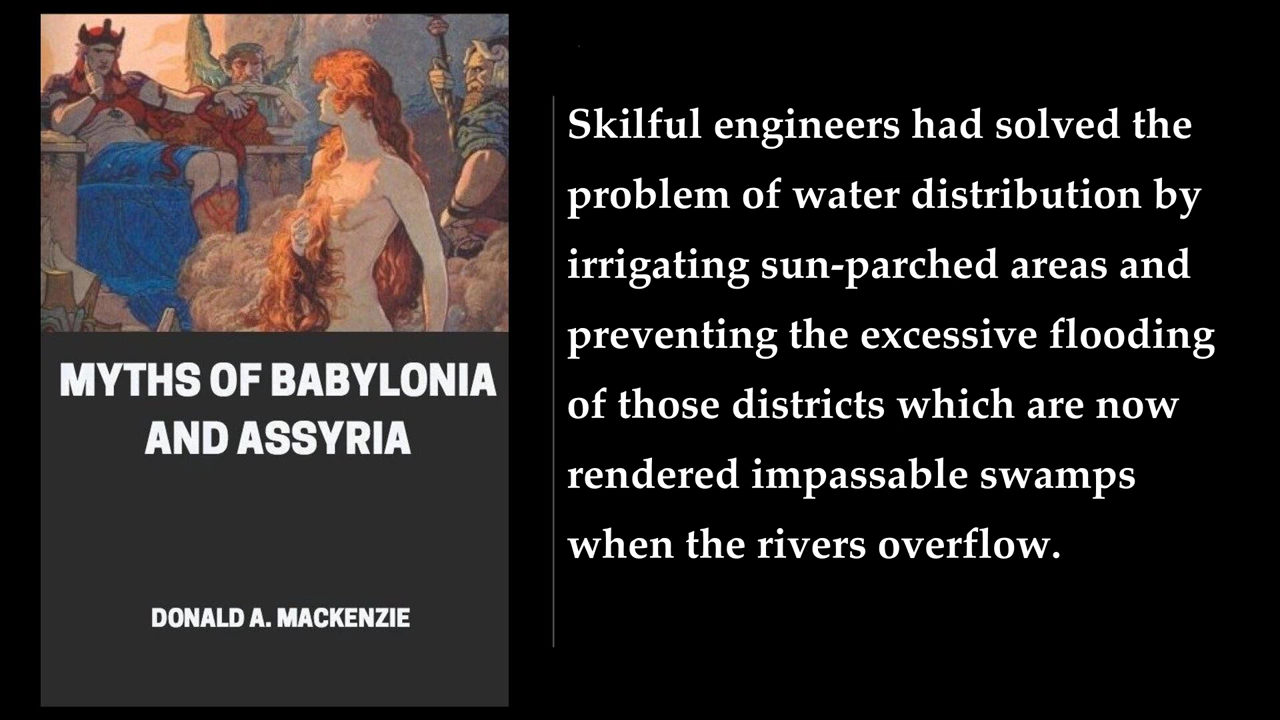 MYTHS OF BABYLONIA
AND ASSYRIA
DONALD A. MACKENZIE
Skilful engineers had solved the
problem of water distribution by
irrigating sun-parched areas and
preventing the excessive flooding
of those districts which are now
rendered impassable swamps
when the rivers overflow.